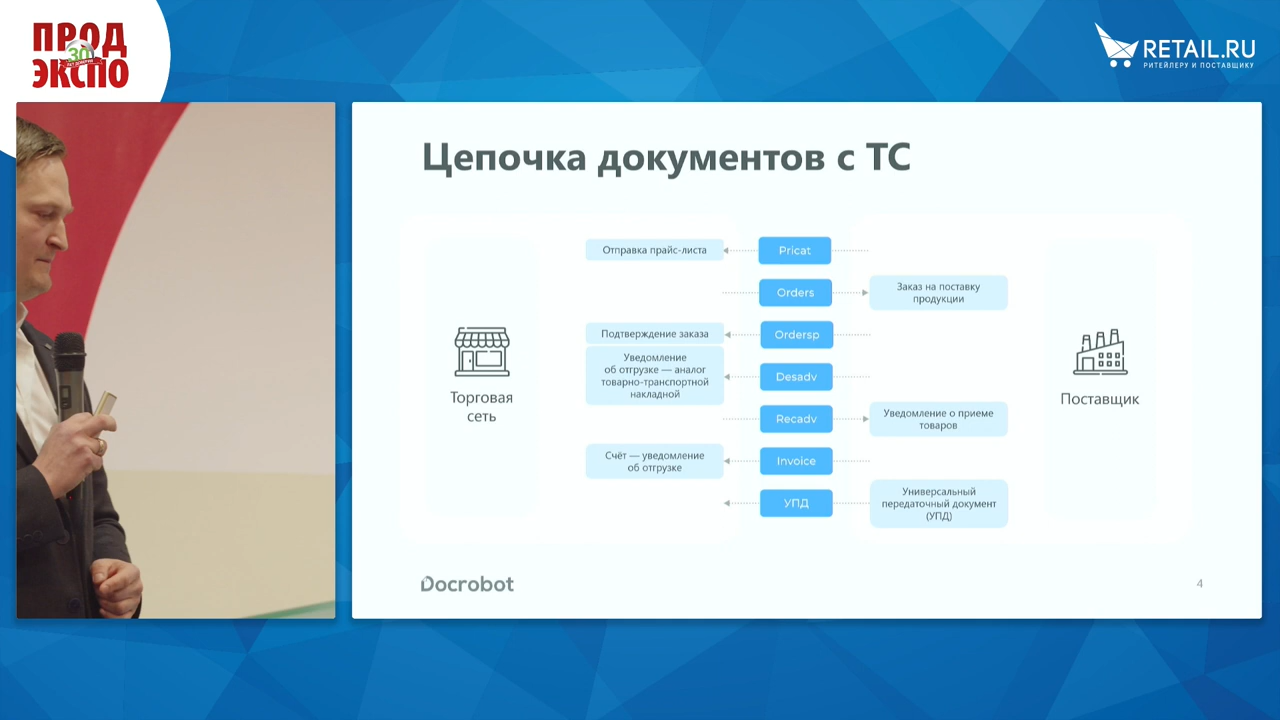 ПРОД
30
ЛЕТ ДОВЕРИЯ
ЭКСПО
RETAIL.RU
РИТЕЙЛЕРУ И ПОСТАВЩИКУ
Цепочка документов с ТС
Торговая
сеть
Отправка прайс-листа
Pricat
Orders
Заказ на поставку
продукции
Подтверждение заказа
Ordersp
Уведомление
об отгрузке — аналог
товарно-транспортной
накладной
Desadv
Recadv
Уведомление о приеме
товаров
Счёт — уведомление
об отгрузке
Invoice
УПД
Универсальный
передаточный документ
(УПД)
Поставщик
Docrobot
4